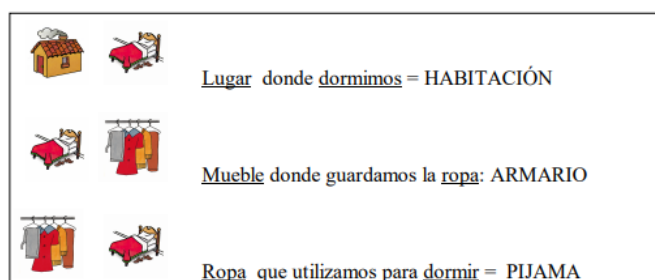 Lugar donde dormimos = HABITACIÓN
Mueble donde guardamos la ropa: ARMARIO
Ropa que utilizamos para dormir = PIJAMA